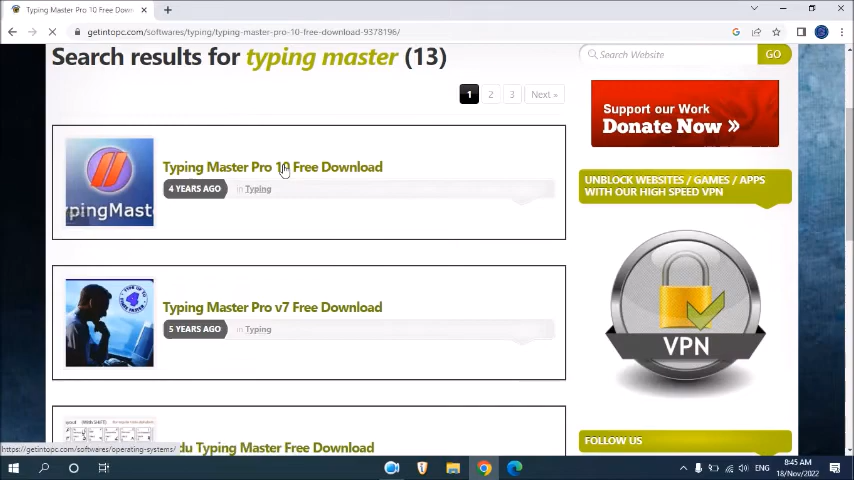 Typing Master Pro 10 Free Down
getintopc.com/softwares/typing/typing-master-pro-10-free-download-9378196/
Search results for typing master (13)
Search Website
GO
1 2 3 Next »
Support our Work
Donate Now »
Typing Master Pro 10 Free Download
4 YEARS AGO in Typing
UNBLOCK WEBSITES / GAMES / APPS
WITH OUR HIGH SPEED VPN
VPN
Typing Master Pro v7 Free Download
5 YEARS AGO in Typing
du Typing Master Free Download
FOLLOW US
https://getintopc.com/softwares/operating-systems/
ENG
8:45 AM
18/Nov/2022